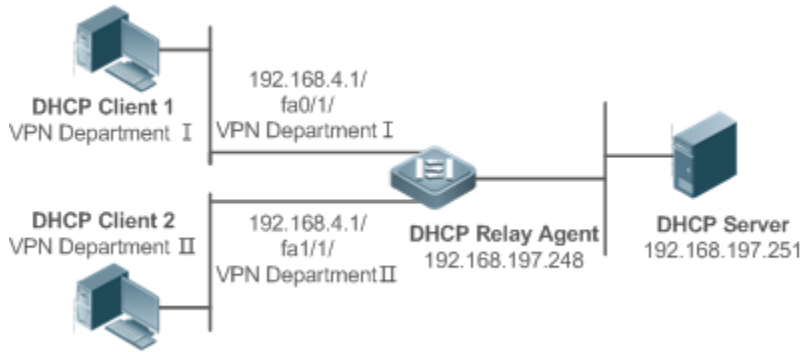 DHCP Client 1
VPN Department Ⅰ
192.168.4.1/
fa0/1/
VPN Department Ⅰ
DHCP Client 2
VPN Department Ⅱ
192.168.4.1/
fa1/1/
VPN Department Ⅱ
DHCP Relay Agent
192.168.197.248
DHCP Server
192.168.197.251